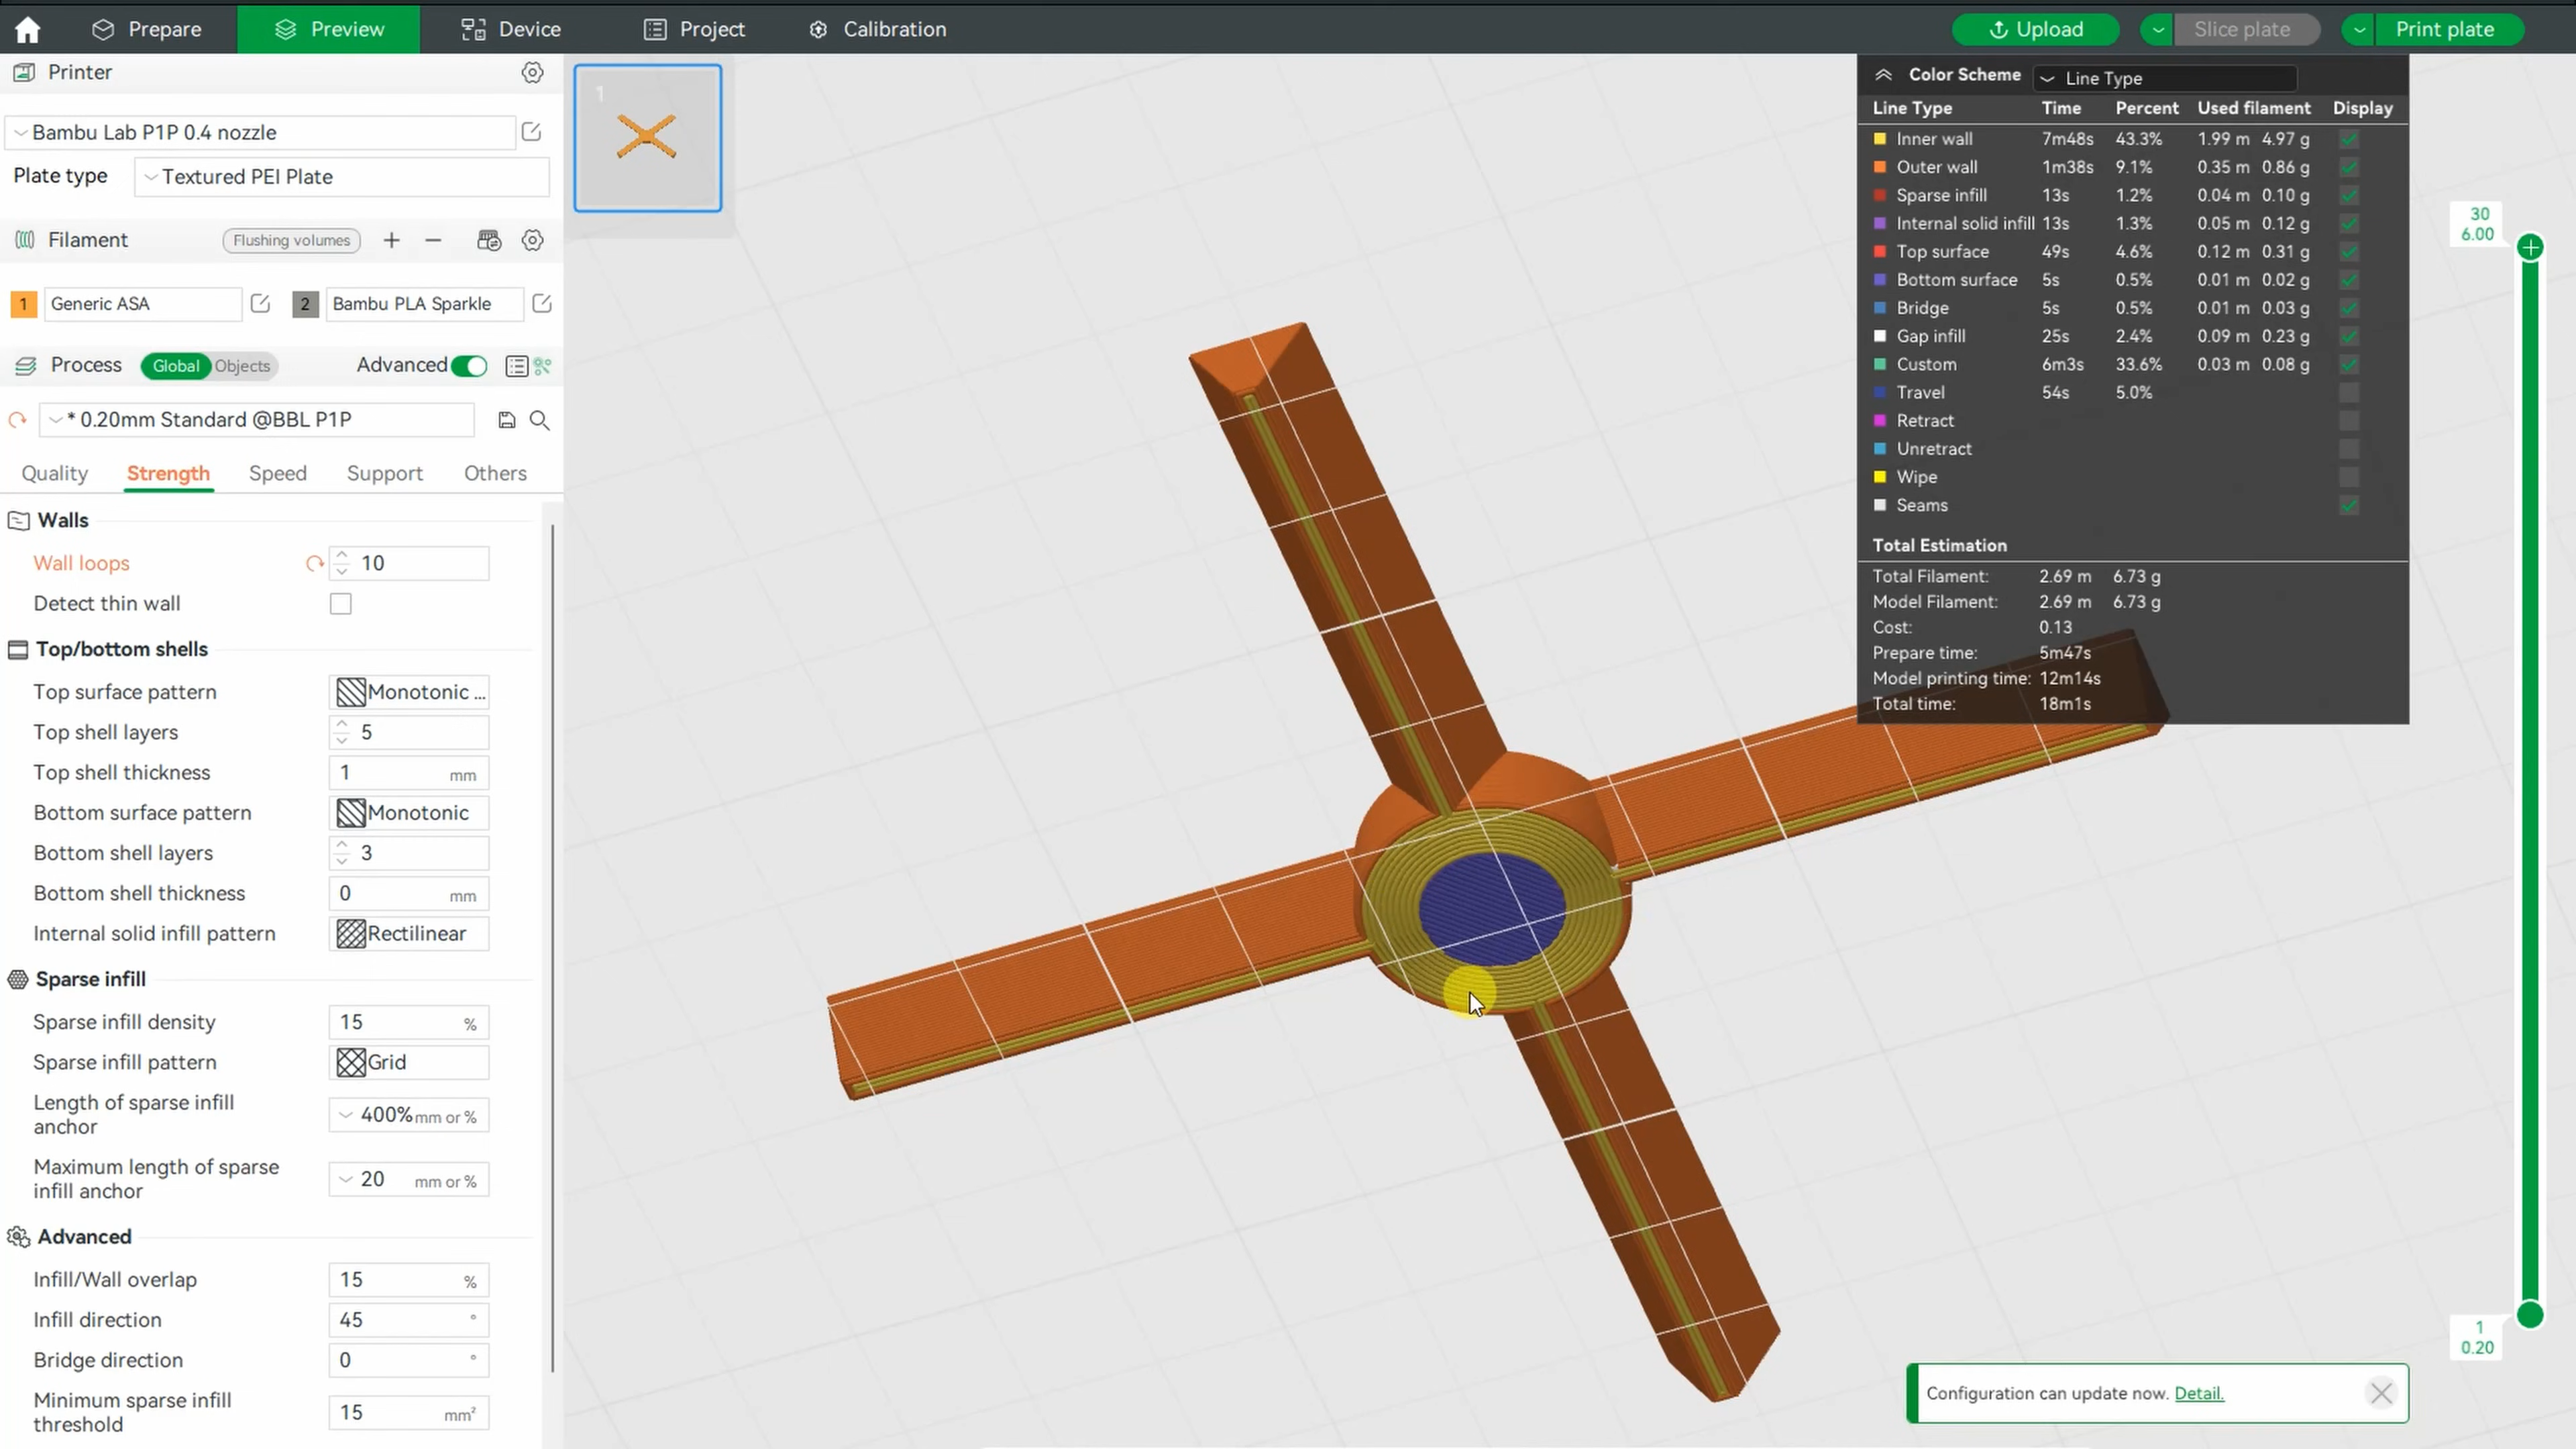 Prepare Preview Device Project Calibration Upload Slice plate Print plate
Printer
Bambu Lab P1P 0.4 nozzle
Plate type Textured PEI Plate
Filament Flushing volumes
1 Generic ASA 2 Bambu PLA Sparkle
Process Global Objects Advanced
* 0.20mm Standard @BBL P1P
Quality Strength Speed Support Others
Walls
Wall loops 10
Detect thin wall
Top/bottom shells
Top surface pattern Monotonic ...
Top shell layers 5
Top shell thickness 1 mm
Bottom surface pattern Monotonic
Bottom shell layers 3
Bottom shell thickness 0 mm
Internal solid infill pattern Rectilinear
Sparse infill
Sparse infill density 15 %
Sparse infill pattern Grid
Length of sparse infill
anchor 400% mm or %
Maximum length of sparse
infill anchor 20 mm or %
Advanced
Infill/Wall overlap 15 %
Infill direction 45 °
Bridge direction 0 °
Minimum sparse infill
threshold 15 mm²
1
Color Scheme Line Type
Line Type Time Percent Used filament Display
Inner wall 7m48s 43.3% 1.99 m 4.97 g
Outer wall 1m38s 9.1% 0.35 m 0.86 g
Sparse infill 13s 1.2% 0.04 m 0.10 g
Internal solid infill 13s 1.3% 0.05 m 0.12 g
Top surface 49s 4.6% 0.12 m 0.31 g
Bottom surface 5s 0.5% 0.01 m 0.02 g
Bridge 5s 0.5% 0.01 m 0.03 g
Gap infill 25s 2.4% 0.09 m 0.23 g
Custom 6m3s 33.6% 0.03 m 0.08 g
Travel 54s 5.0%
Retract
Unretract
Wipe
Seams
Total Estimation
Total Filament: 2.69 m 6.73 g
Model Filament: 2.69 m 6.73 g
Cost: 0.13
Prepare time: 5m47s
Model printing time: 12m14s
Total time: 18m1s
30
6.00
1
0.20
Configuration can update now. Detail.